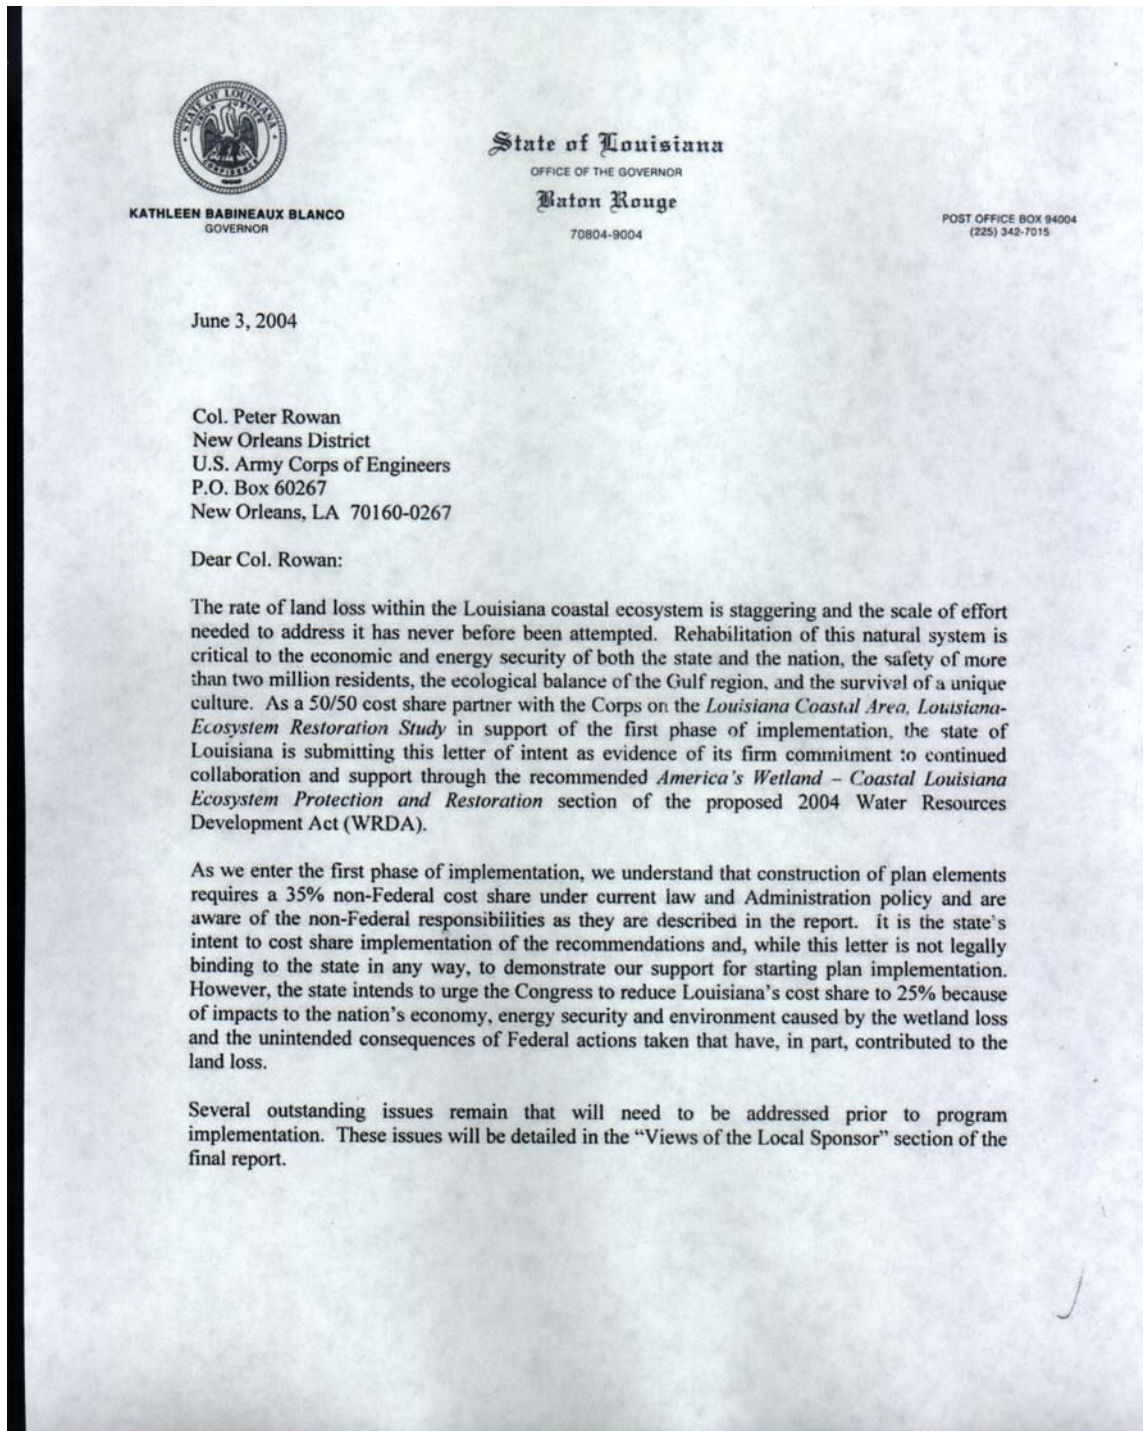 STATE OF LOUISIANA
UNION JUSTICE
CONFIDENCE
KATHLEEN BABINEAUX BLANCO
GOVERNOR
State of Louisiana
OFFICE OF THE GOVERNOR
Baton Rouge
70804-9004
POST OFFICE BOX 94004
(225) 342-7015
June 3, 2004
Col. Peter Rowan
New Orleans District
U.S. Army Corps of Engineers
P.O. Box 60267
New Orleans, LA 70160-0267
Dear Col. Rowan:
The rate of land loss within the Louisiana coastal ecosystem is staggering and the scale of effort
needed to address it has never before been attempted. Rehabilitation of this natural system is
critical to the economic and energy security of both the state and the nation, the safety of more
than two million residents, the ecological balance of the Gulf region, and the survival of a unique
culture. As a 50/50 cost share partner with the Corps on the Louisiana Coastal Area, Louisiana-
Ecosystem Restoration Study in support of the first phase of implementation, the state of
Louisiana is submitting this letter of intent as evidence of its firm commitment to continued
collaboration and support through the recommended America's Wetland – Coastal Louisiana
Ecosystem Protection and Restoration section of the proposed 2004 Water Resources
Development Act (WRDA).
As we enter the first phase of implementation, we understand that construction of plan elements
requires a 35% non-Federal cost share under current law and Administration policy and are
aware of the non-Federal responsibilities as they are described in the report. It is the state's
intent to cost share implementation of the recommendations and, while this letter is not legally
binding to the state in any way, to demonstrate our support for starting plan implementation.
However, the state intends to urge the Congress to reduce Louisiana's cost share to 25% because
of impacts to the nation's economy, energy security and environment caused by the wetland loss
and the unintended consequences of Federal actions taken that have, in part, contributed to the
land loss.
Several outstanding issues remain that will need to be addressed prior to program
implementation. These issues will be detailed in the “Views of the Local Sponsor” section of the
final report.